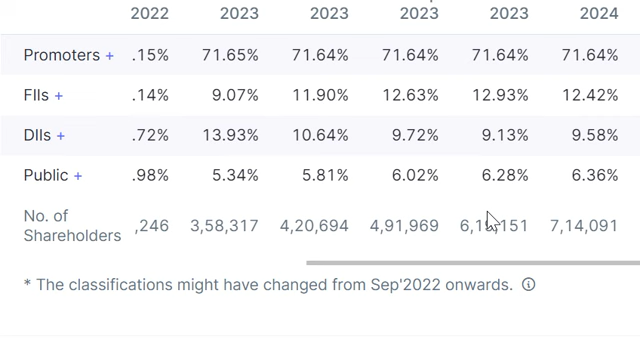 2022 2023 2023 2023 2023 2024
Promoters + .15% 71.65% 71.64% 71.64% 71.64% 71.64%
FIIs + .14% 9.07% 11.90% 12.63% 12.93% 12.42%
DIIs + .72% 13.93% 10.64% 9.72% 9.13% 9.58%
Public + .98% 5.34% 5.81% 6.02% 6.28% 6.36%
No. of
Shareholders ,246 3,58,317 4,20,694 4,91,969 7,14,091
* The classifications might have changed from Sep'2022 onwards.